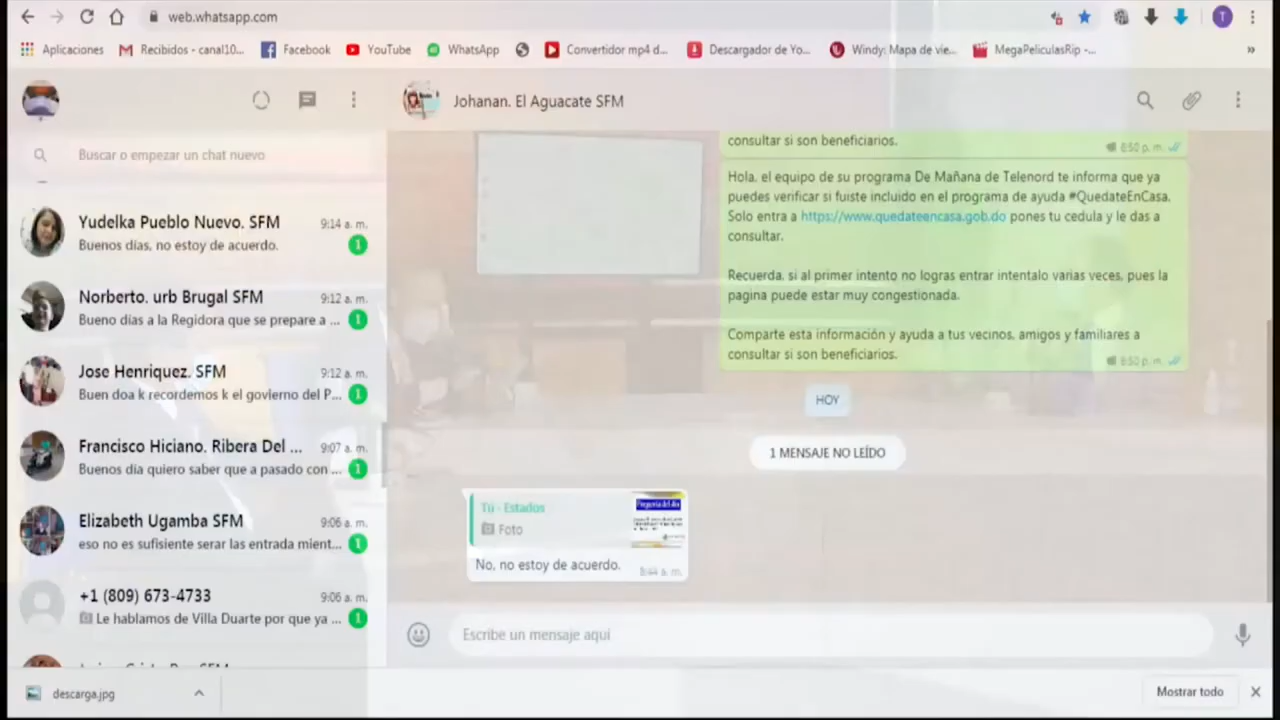 web.whatsapp.com
Aplicaciones
Recibidos - canal10...
Facebook
YouTube
WhatsApp
Convertidor mp4 d...
Descargador de Yo...
Windy: Mapa de vie...
MegaPeliculasRip -...
»
T
Johanan. El Aguacate SFM
Buscar o empezar un chat nuevo
Yudelka Pueblo Nuevo. SFM 9:14 a. m.
Buenos días, no estoy de acuerdo. 1
Norberto. urb Brugal SFM 9:12 a. m.
Bueno días a la Regidora que se prepare a ... 1
Jose Henriquez. SFM 9:12 a. m.
Buen doa k recordemos k el govierno del P... 1
Francisco Hiciano. Ribera Del ... 9:07 a. m.
Buenos día quiero saber que a pasado con ... 1
Elizabeth Ugamba SFM 9:06 a. m.
eso no es sufisiente serar las entrada mient... 1
+1 (809) 673-4733 9:06 a. m.
Le hablamos de Villa Duarte por que ya ... 1
consultar si son beneficiarios.
8:50 p. m.
Hola, el equipo de su programa De Mañana de Telenord te informa que ya
puedes verificar si fuiste incluido en el programa de ayuda #QuedateEnCasa.
Solo entra a https://www.quedateencasa.gob.do pones tu cedula y le das a
consultar.
Recuerda, si al primer intento no logras entrar intentalo varias veces, pues la
pagina puede estar muy congestionada.
Comparte esta información y ayuda a tus vecinos, amigos y familiares a
consultar si son beneficiarios.
8:50 p. m.
HOY
1 MENSAJE NO LEÍDO
Tú - Estados
Foto
Pregunta del día
No, no estoy de acuerdo.
8:44 a. m.
Escribe un mensaje aquí
descarga.jpg
Mostrar todo